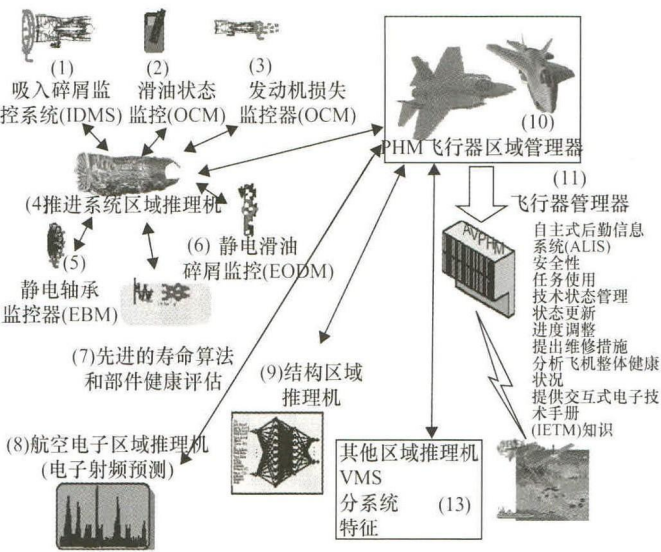 (1)
吸入碎屑监
控系统(IDMS)
(2)
滑油状态
监控(OCM)
(3)
发动机损失
监控器(OCM)
(10)
PHM飞行器区域管理器
(4推进系统区域推理机
(5)
静电轴承
监控器(EBM)
(6) 静电滑油
碎屑监控(EODM)
(7)先进的寿命算法
和部件健康评估
(8)航空电子区域推理机
(电子射频预测)
(9)结构区域
推理机
(11)
飞行器管理器
AVPHM
自主式后勤信息
系统(ALIS)
安全性
任务使用
技术状态管理
状态更新
进度调整
提出维修措施
分析飞机整体健康
状况
提供交互式电子技
术手册
(IETM)知识
其他区域推理机
VMS
分系统 (13)
特征